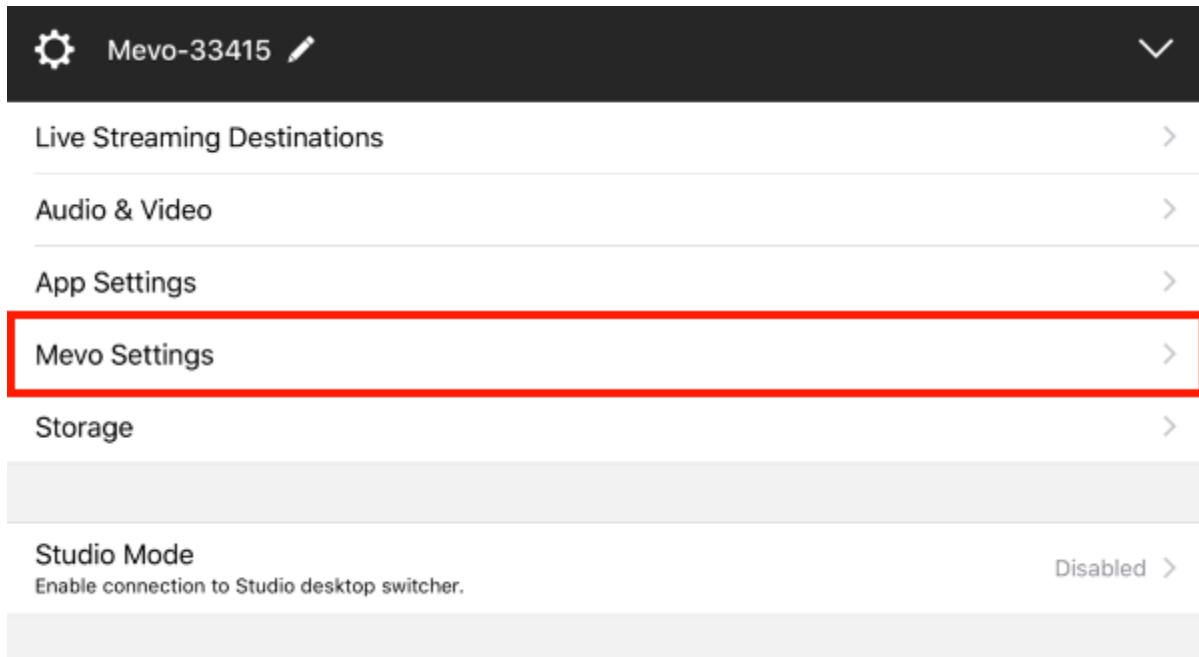 Mevo-33415
Live Streaming Destinations
Audio & Video
App Settings
Mevo Settings
Storage
Studio Mode
Disabled
Enable connection to Studio desktop switcher.